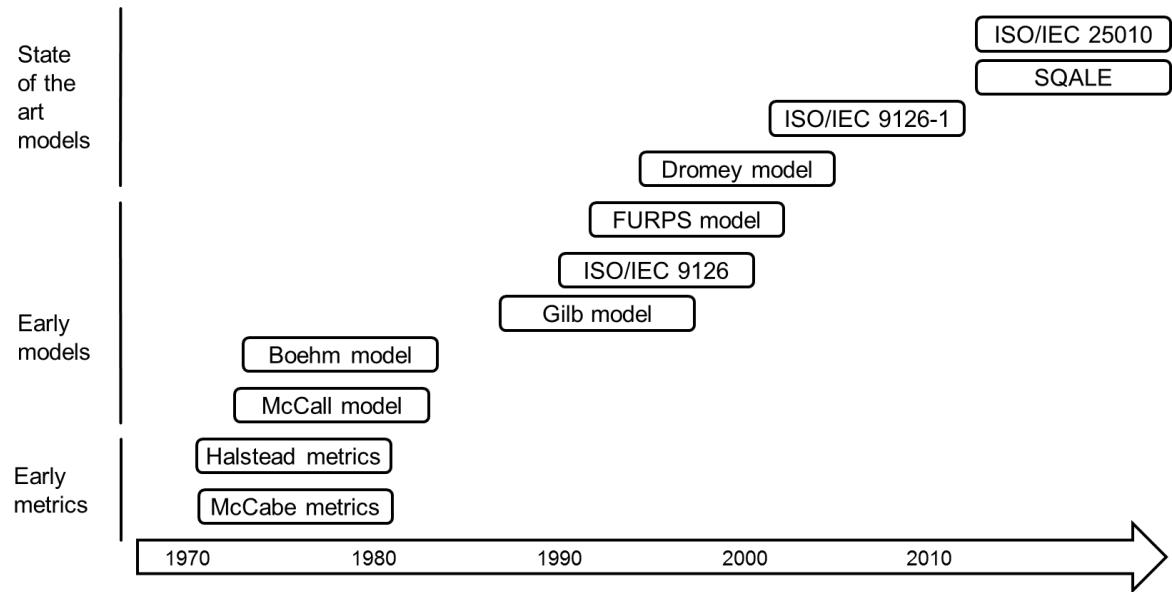 State
of the
art
models
ISO/IEC 25010
SQALE
ISO/IEC 9126-1
Dromey model
FURPS model
ISO/IEC 9126
Gilb model
Early
models
Boehm model
McCall model
Halstead metrics
Early
metrics
McCabe metrics
1970 1980 1990 2000 2010